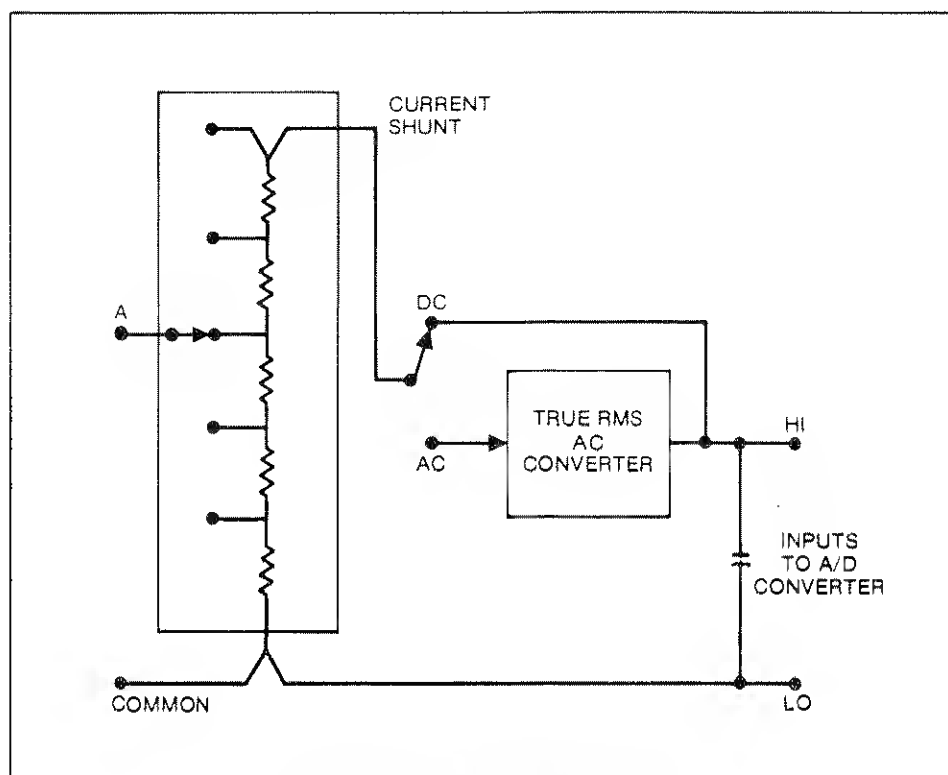 CURRENT
SHUNT
A
DC
TRUE RMS
AC
CONVERTER
AC
HI
INPUTS
TO A/D
CONVERTER
COMMON
LO